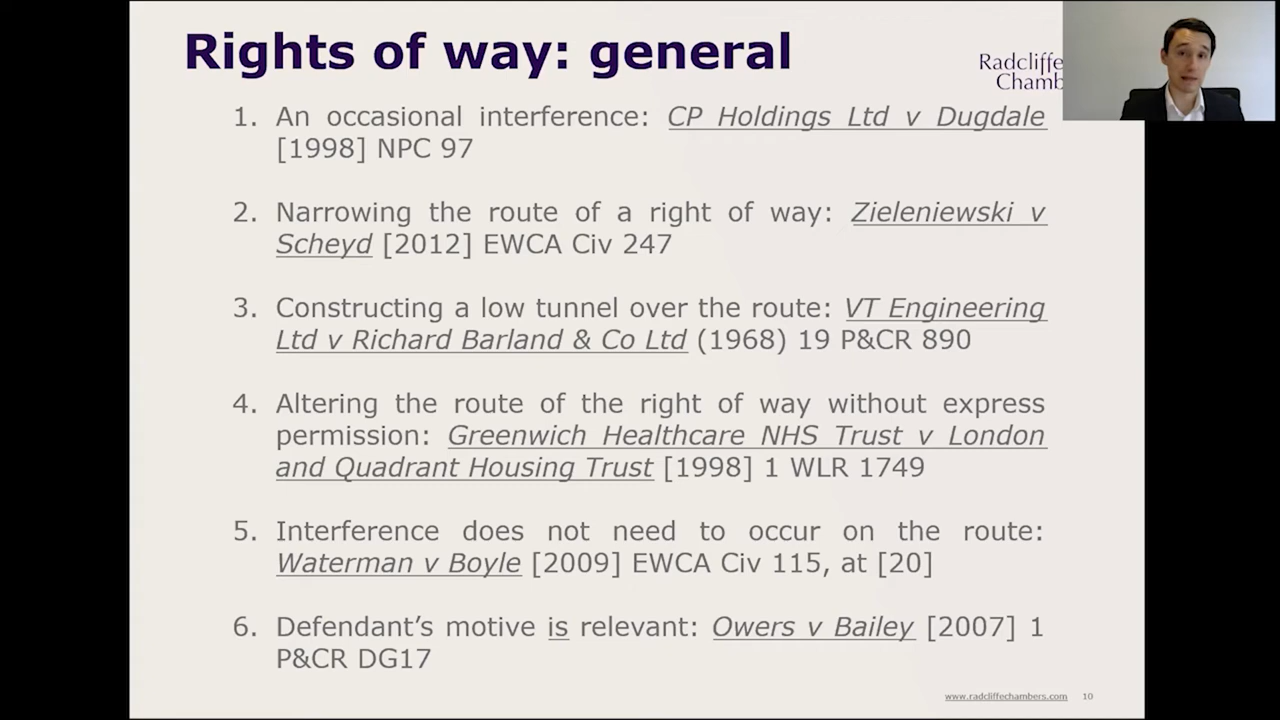 Rights of way: general
Radcliffe
Chamb
1. An occasional interference: CP Holdings Ltd v Dugdale
[1998] NPC 97
2. Narrowing the route of a right of way: Zieleniewski v
Scheyd [2012] EWCA Civ 247
3. Constructing a low tunnel over the route: VT Engineering
Ltd v Richard Barland & Co Ltd (1968) 19 P&CR 890
4. Altering the route of the right of way without express
permission: Greenwich Healthcare NHS Trust v London
and Quadrant Housing Trust [1998] 1 WLR 1749
5. Interference does not need to occur on the route:
Waterman v Boyle [2009] EWCA Civ 115, at [20]
6. Defendant's motive is relevant: Owers v Bailey [2007] 1
P&CR DG17
www.radcliffechambers.com 10